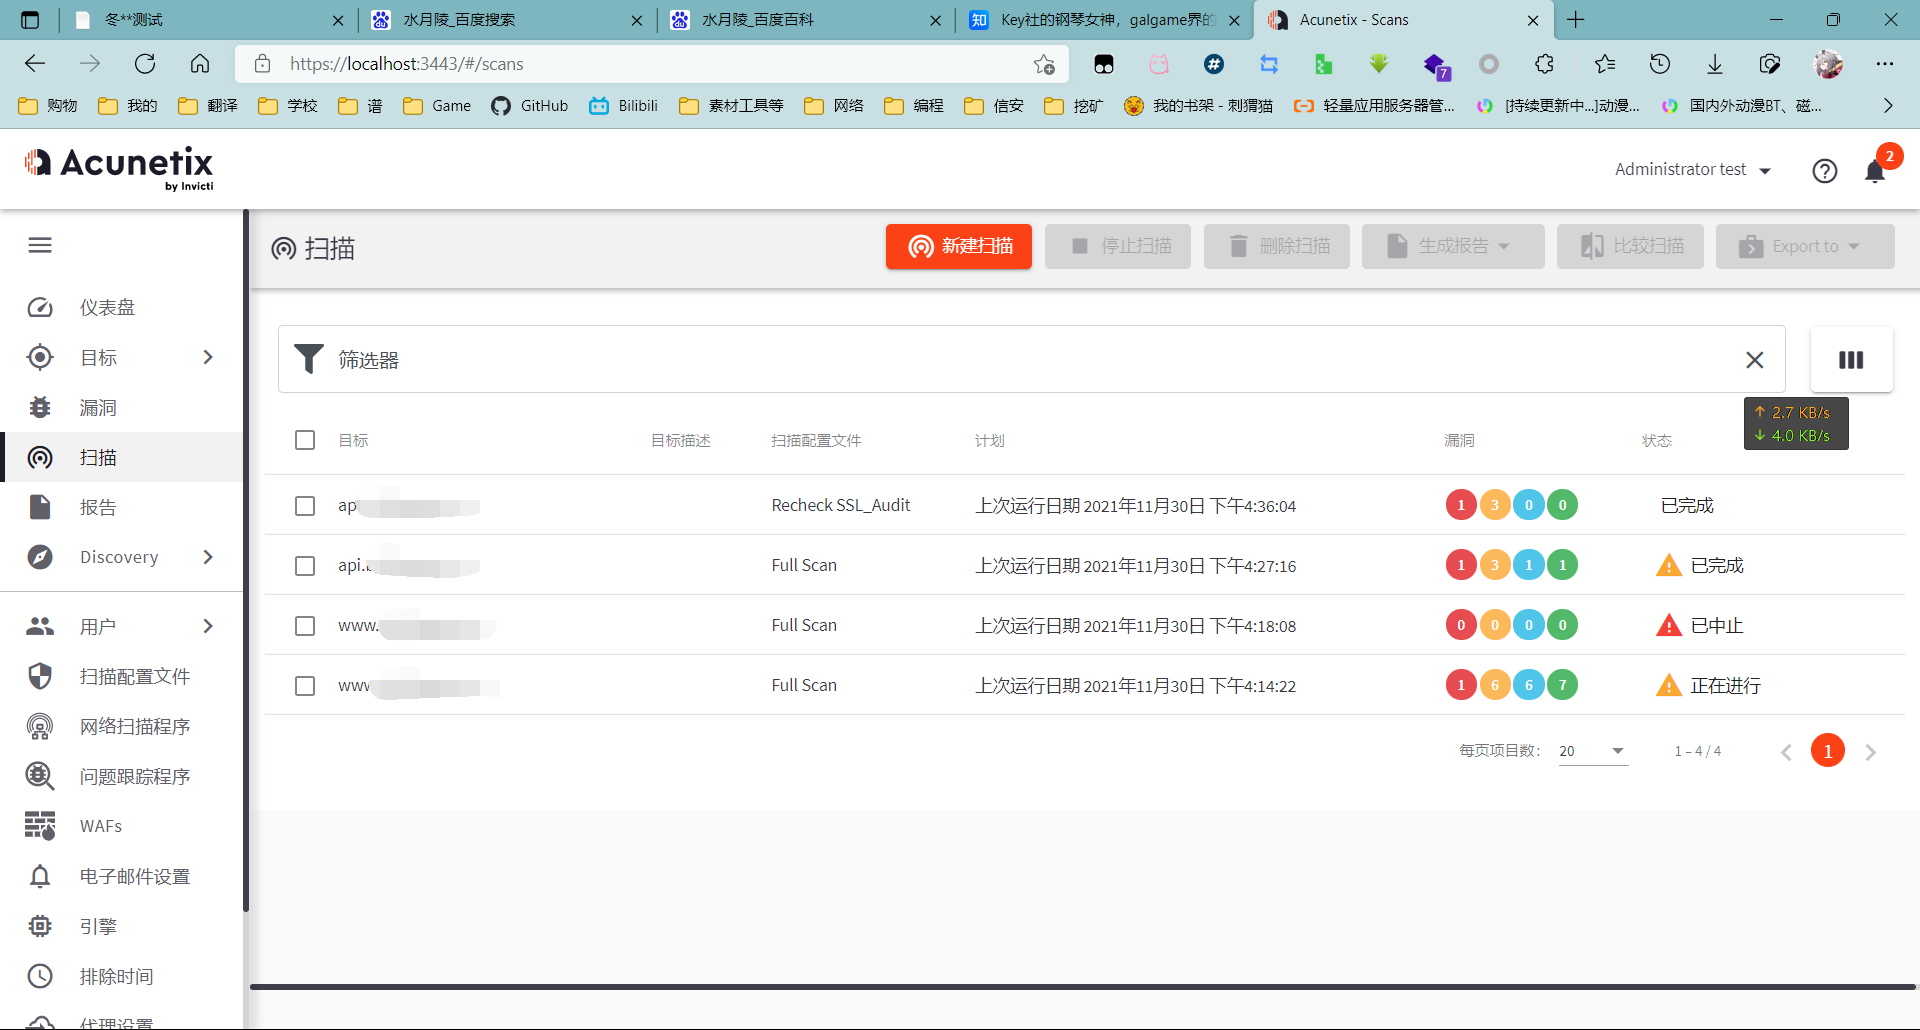 冬**测试
水月陵_百度搜索
水月陵_百度百科
Key社的钢琴女神，galgame界的
Acunetix - Scans
https://localhost:3443/#/scans
7
购物
我的
翻译
学校
谱
Game
GitHub
Bilibili
素材工具等
网络
编程
信安
挖矿
我的书架 - 刺猬猫
轻量应用服务器管...
[持续更新中...]动漫...
国内外动漫BT、磁...
Acunetix
by Invicti
Administrator test
2
扫描
新建扫描
停止扫描
删除扫描
生成报告
比较扫描
Export to
仪表盘
目标
漏洞
扫描
报告
Discovery
用户
扫描配置文件
网络扫描程序
问题跟踪程序
WAFs
电子邮件设置
引擎
排除时间
代理设置
筛选器
↑ 2.7 KB/s
↓ 4.0 KB/s
目标 目标描述 扫描配置文件 计划 漏洞 状态
ap Recheck SSL_Audit 上次运行日期 2021年11月30日 下午4:36:04 1 3 0 0 已完成
api. Full Scan 上次运行日期 2021年11月30日 下午4:27:16 1 3 1 1 已完成
www. Full Scan 上次运行日期 2021年11月30日 下午4:18:08 0 0 0 0 已中止
www Full Scan 上次运行日期 2021年11月30日 下午4:14:22 1 6 6 7 正在进行
每页项目数： 20 1 – 4 / 4 1